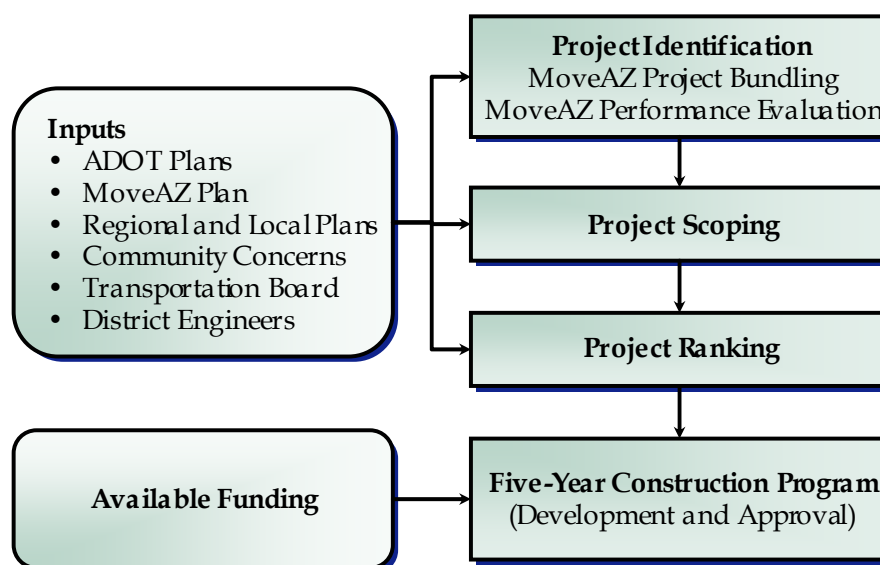 Project Identification
MoveAZ Project Bundling
MoveAZ Performance Evaluation
Inputs
• ADOT Plans
• MoveAZ Plan
• Regional and Local Plans
• Community Concerns
• Transportation Board
• District Engineers
Project Scoping
Project Ranking
Available Funding
Five-Year Construction Program
(Development and Approval)